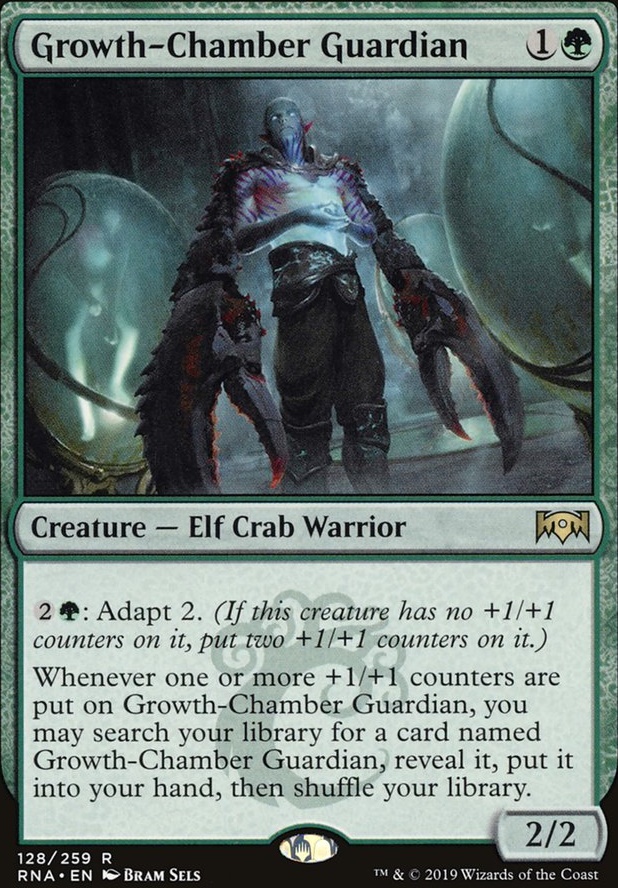 Growth-Chamber Guardian 1
Creature — Elf Crab Warrior
2: Adapt 2. (If this creature has no +1/+1
counters on it, put two +1/+1 counters on it.)
Whenever one or more +1/+1 counters are
put on Growth-Chamber Guardian, you
may search your library for a card named
Growth-Chamber Guardian, reveal it, put it
into your hand, then shuffle your library.
2/2
128/259 R
RNA • EN Bram Sels
™ & © 2019 Wizards of the Coast